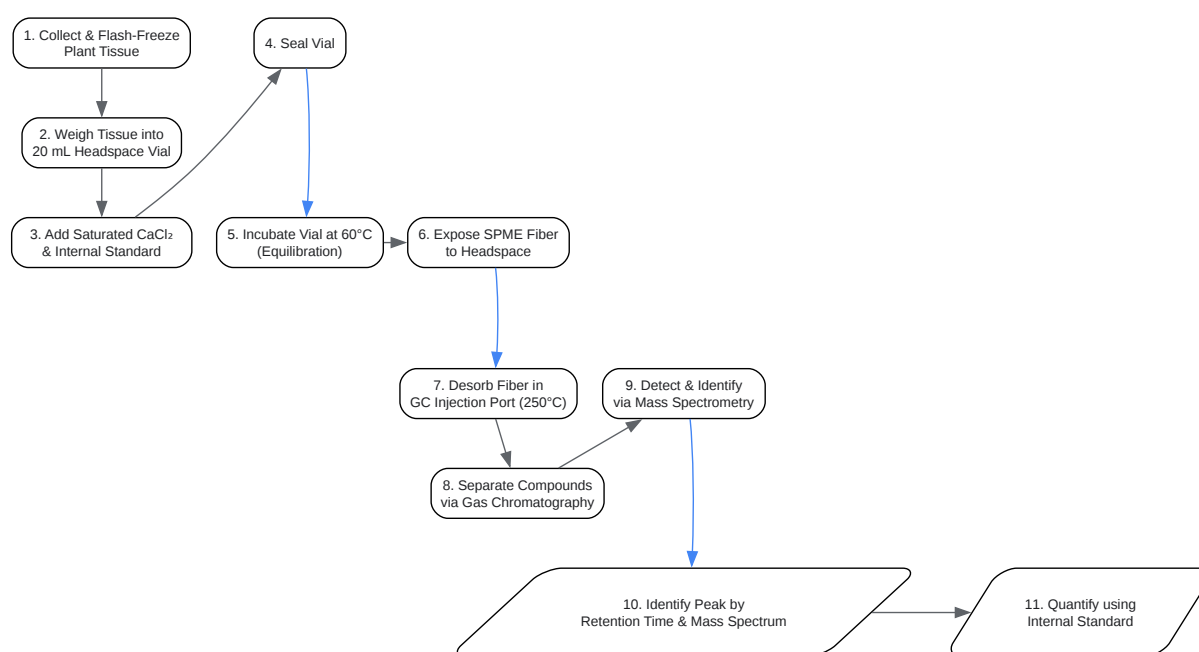 1. Collect & Flash-Freeze
Plant Tissue
2. Weigh Tissue into
20 mL Headspace Vial
3. Add Saturated CaCl₂
& Internal Standard
4. Seal Vial
5. Incubate Vial at 60°C
(Equilibration)
6. Expose SPME Fiber
to Headspace
7. Desorb Fiber in
GC Injection Port (250°C)
8. Separate Compounds
via Gas Chromatography
9. Detect & Identify
via Mass Spectrometry
10. Identify Peak by
Retention Time & Mass Spectrum
11. Quantify using
Internal Standard